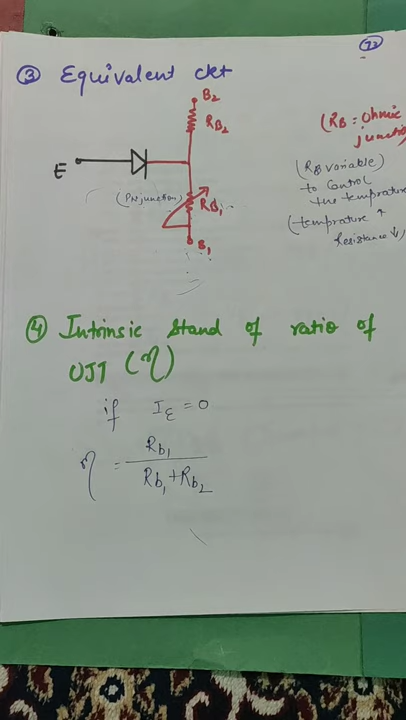 72
③ Equivalent ckt
B2
RB2
(RB = Ohmic
junction)
E
(PN junction)
RB1
B1
(RB variable)
to Control
the temprature
(temprature ↑
Resistance ↓)
④ Intrinsic Stand of ratio of
UJT (η)
if IE = 0
η = Rb1
Rb1 + Rb2